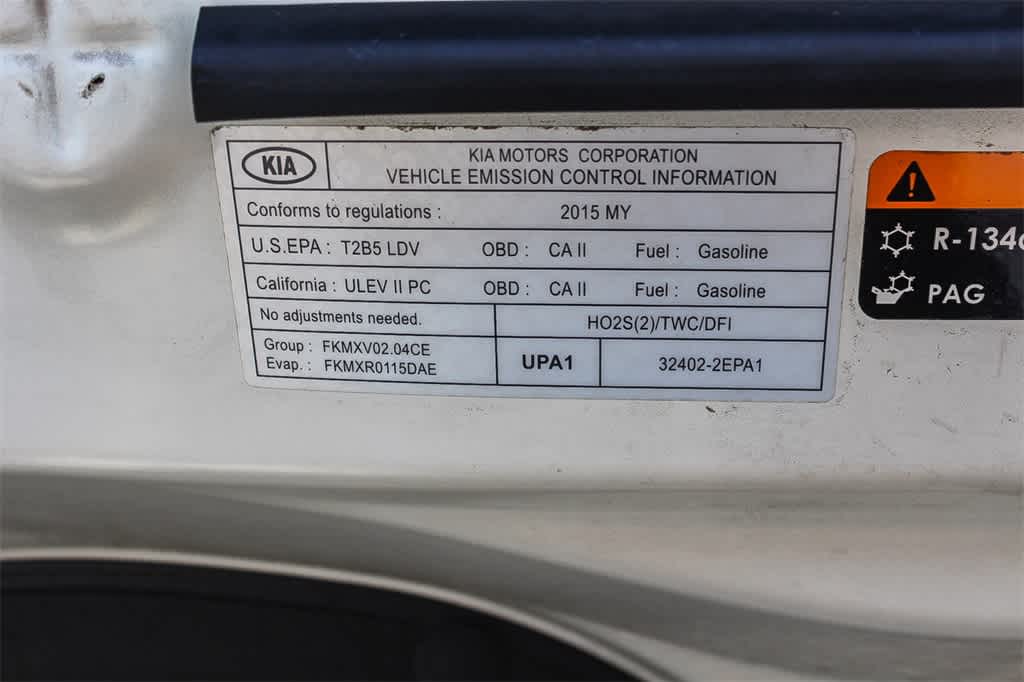 KIA
KIA MOTORS CORPORATION
VEHICLE EMISSION CONTROL INFORMATION
Conforms to regulations : 2015 MY
U.S.EPA : T2B5 LDV OBD : CA II Fuel : Gasoline
California : ULEV II PC OBD : CA II Fuel : Gasoline
No adjustments needed. HO2S(2)/TWC/DFI
Group : FKMXV02.04CE
Evap. : FKMXR0115DAE
UPA1 32402-2EPA1
R-134
PAG